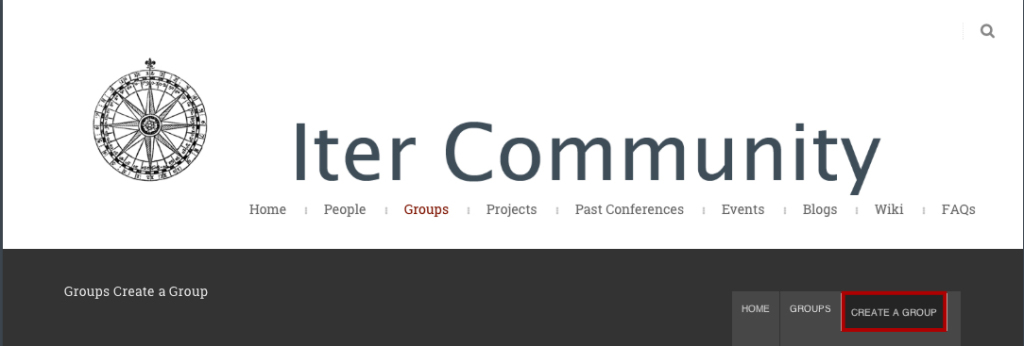 Iter Community
Home People Groups Projects Past Conferences Events Blogs Wiki FAQs
Groups Create a Group
HOME GROUPS CREATE A GROUP